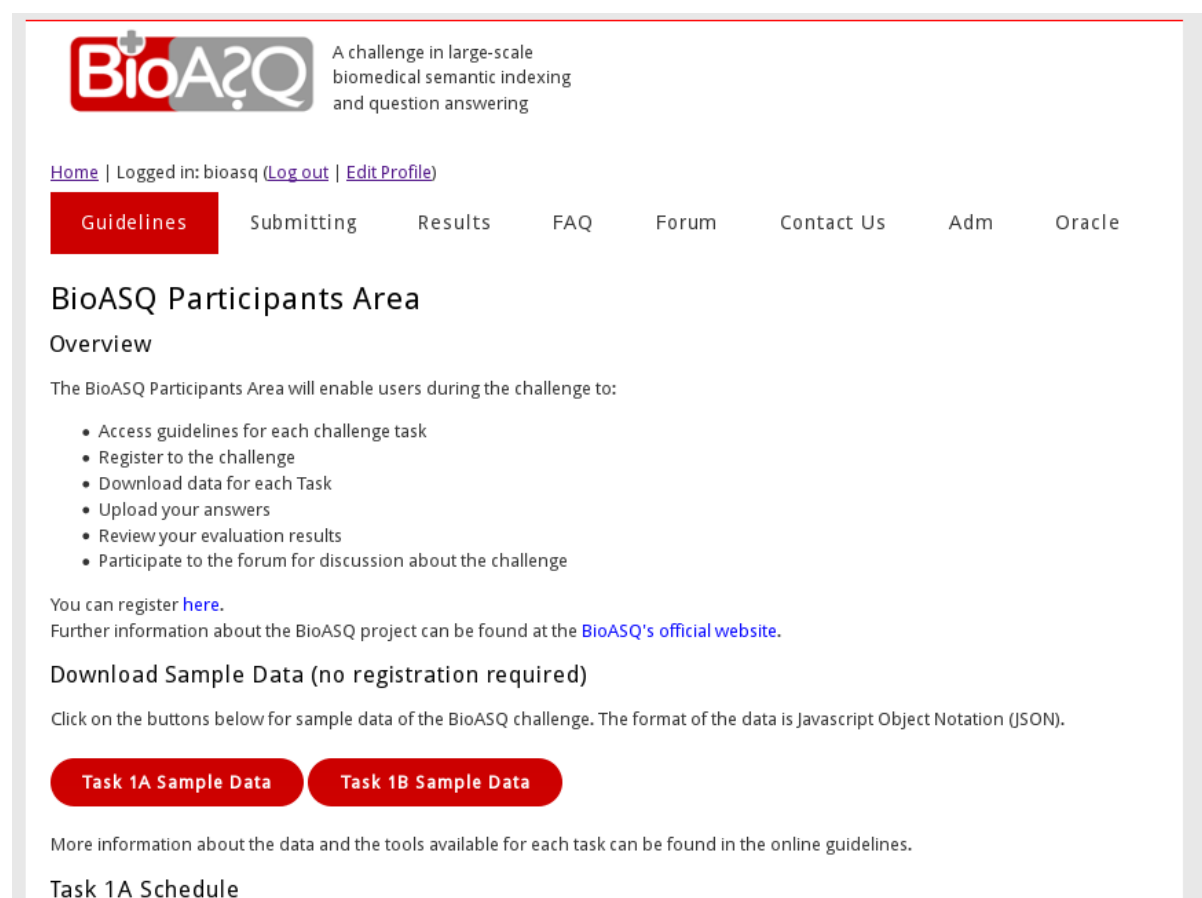 BioASQ
A challenge in large-scale
biomedical semantic indexing
and question answering
Home | Logged in: bioasq (Log out | Edit Profile)
Guidelines Submitting Results FAQ Forum Contact Us Adm Oracle
BioASQ Participants Area
Overview
The BioASQ Participants Area will enable users during the challenge to:
• Access guidelines for each challenge task
• Register to the challenge
• Download data for each Task
• Upload your answers
• Review your evaluation results
• Participate to the forum for discussion about the challenge
You can register here.
Further information about the BioASQ project can be found at the BioASQ's official website.
Download Sample Data (no registration required)
Click on the buttons below for sample data of the BioASQ challenge. The format of the data is Javascript Object Notation (JSON).
Task 1A Sample Data Task 1B Sample Data
More information about the data and the tools available for each task can be found in the online guidelines.
Task 1A Schedule